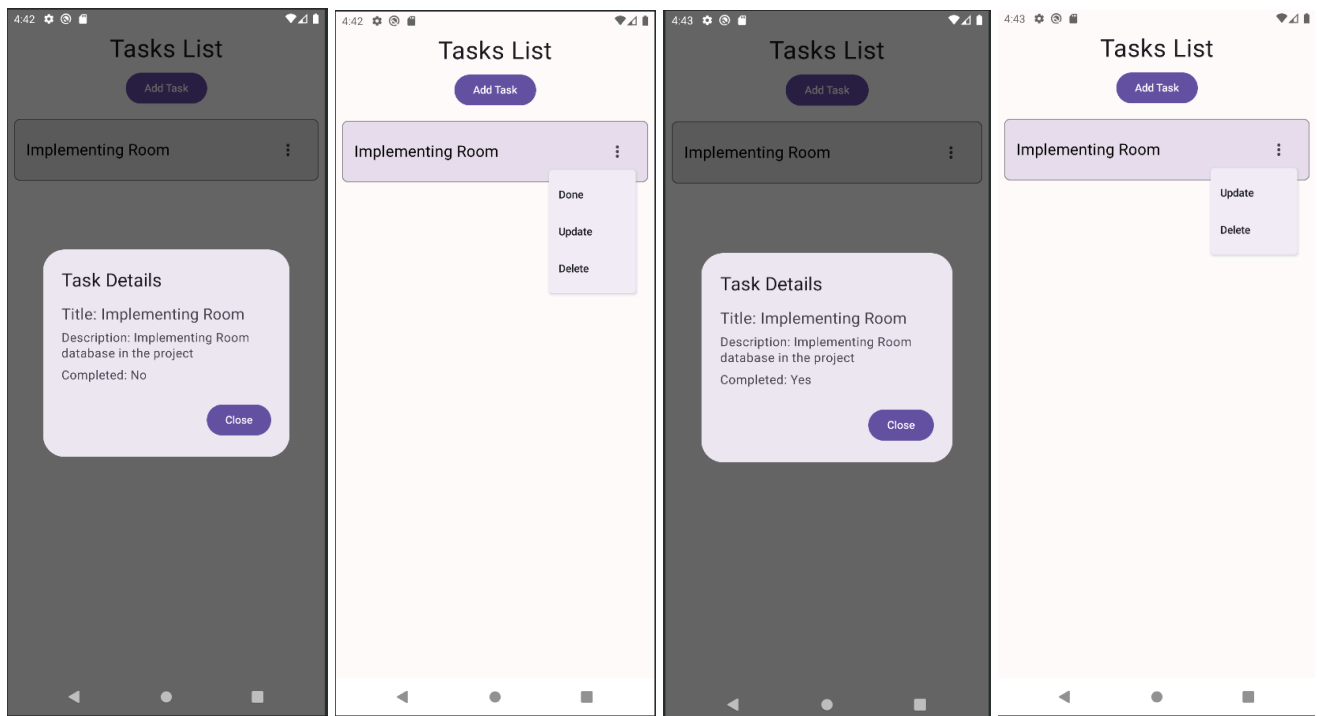 4:42
Tasks List
Add Task
Implementing Room
Task Details
Title: Implementing Room
Description: Implementing Room
database in the project
Completed: No
Close
4:42
Tasks List
Add Task
Implementing Room
Done
Update
Delete
4:43
Tasks List
Add Task
Implementing Room
Task Details
Title: Implementing Room
Description: Implementing Room
database in the project
Completed: Yes
Close
4:43
Tasks List
Add Task
Implementing Room
Update
Delete